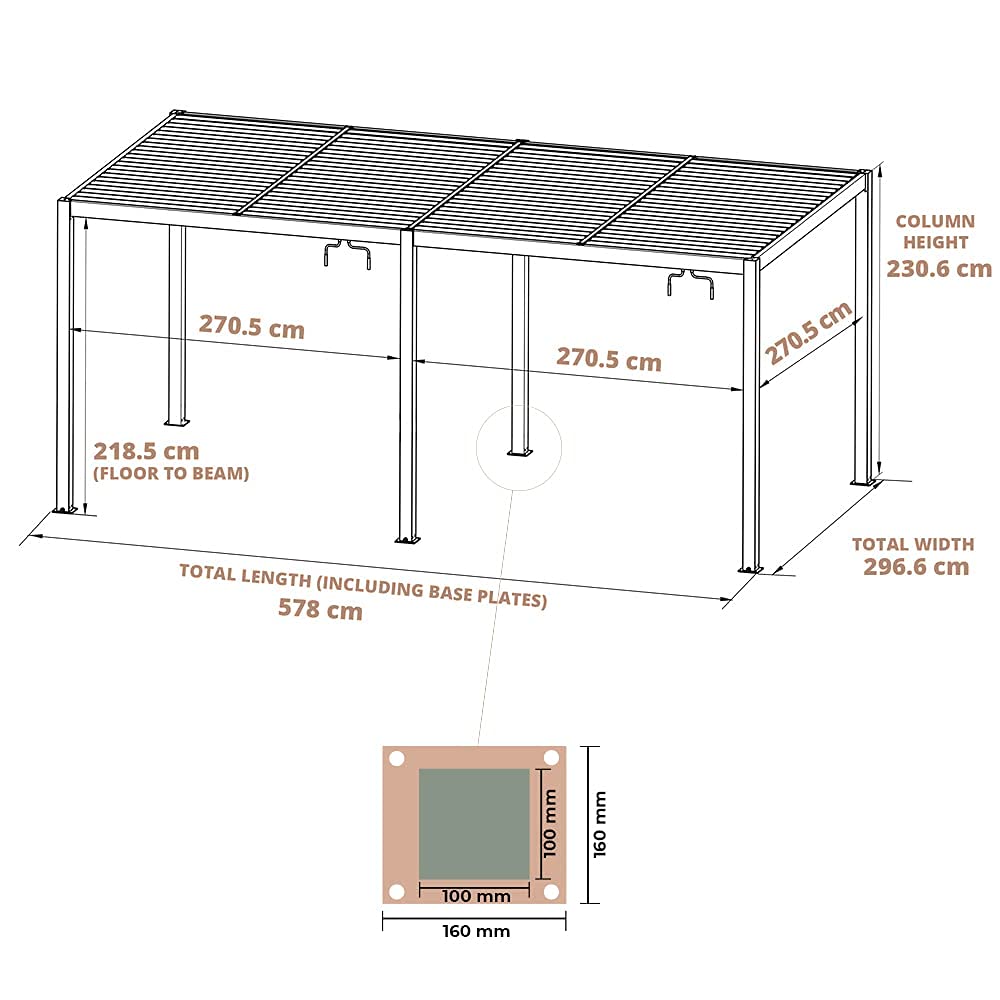 COLUMN
HEIGHT
230.6 cm
270.5 cm
270.5 cm
270.5 cm
218.5 cm
(FLOOR TO BEAM)
TOTAL WIDTH
296.6 cm
TOTAL LENGTH (INCLUDING BASE PLATES)
578 cm
100 mm
160 mm
100 mm
160 mm